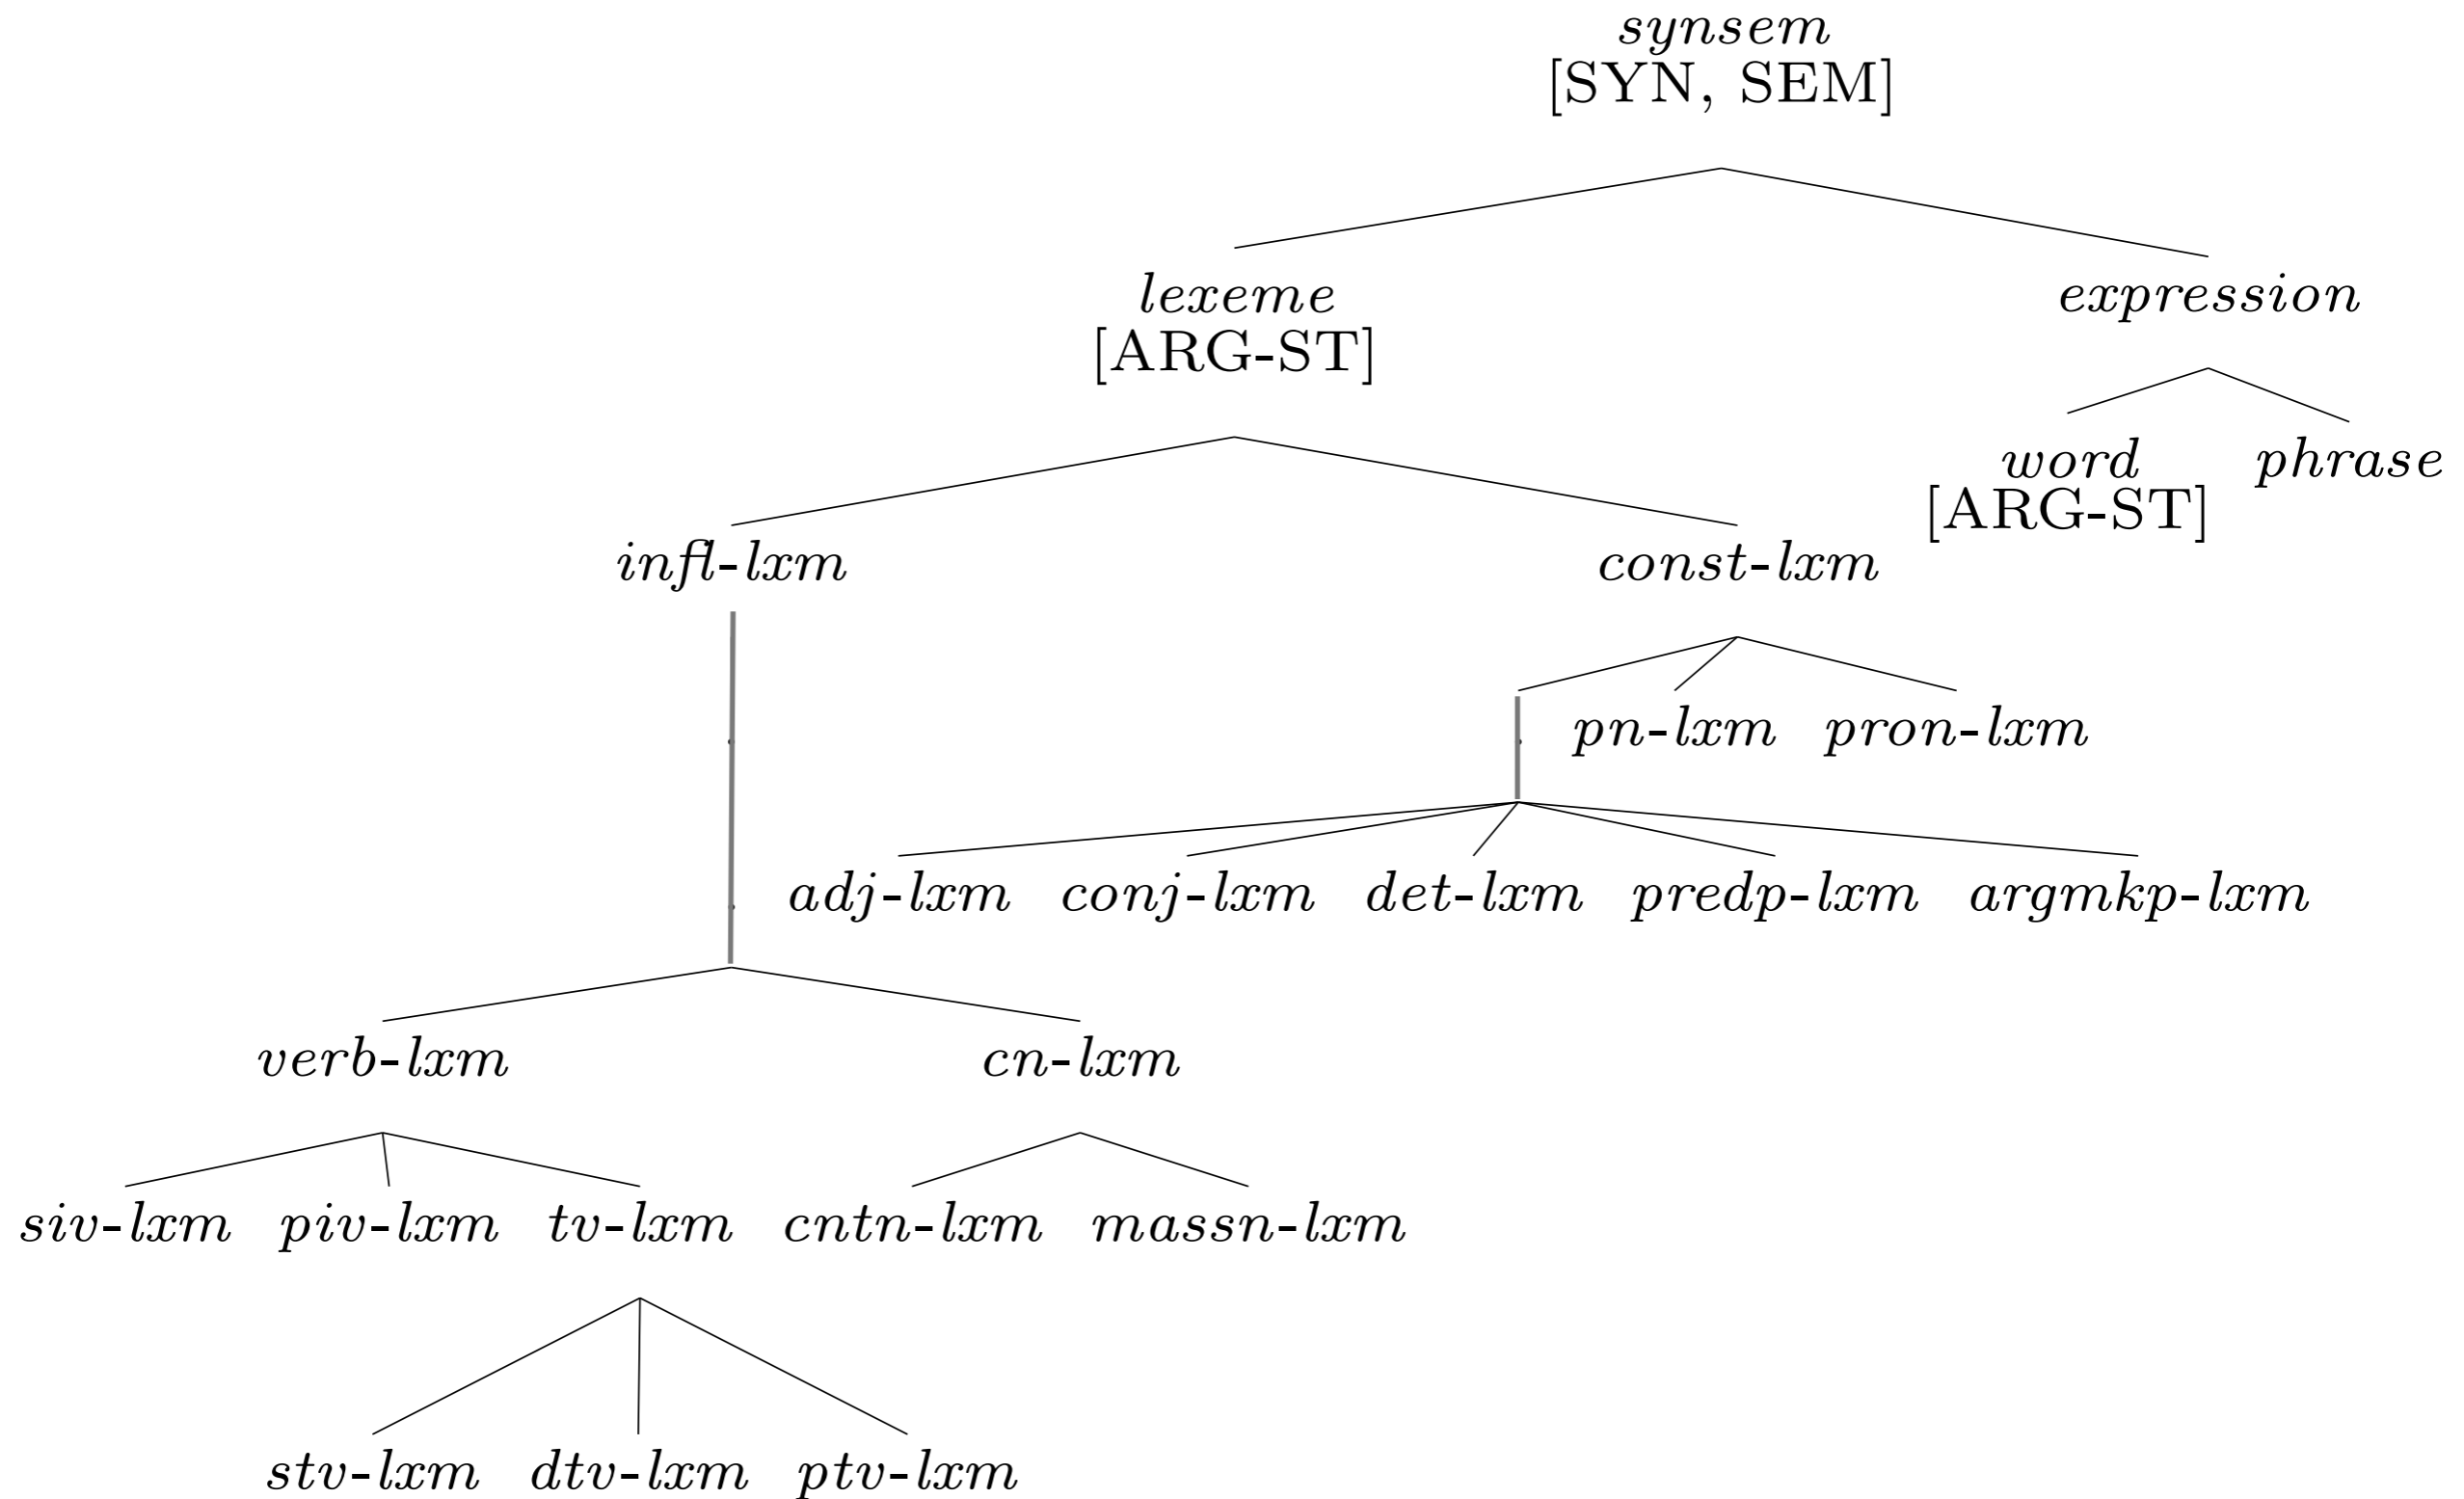 synsem
[SYN, SEM]
lexeme
[ARG-ST]
expression
word
[ARG-ST]
phrase
infl-lxm
const-lxm
pn-lxm
pron-lxm
adj-lxm
conj-lxm
det-lxm
predp-lxm
argmkp-lxm
verb-lxm
cn-lxm
siv-lxm
piv-lxm
tv-lxm
cntn-lxm
massn-lxm
stv-lxm
dtv-lxm
ptv-lxm